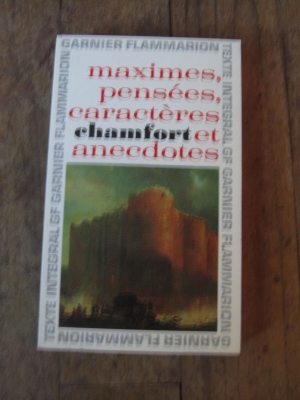 GARNIER FLAMMARION
maximes,
pensées,
caractères
chamfort et
anecdotes
TEXTE INTEGRAL GF GARNIER FLAMMARION
TEXTE INTEGRAL GF GARNIER FLAMMARION
GARNIER FLAMMARION